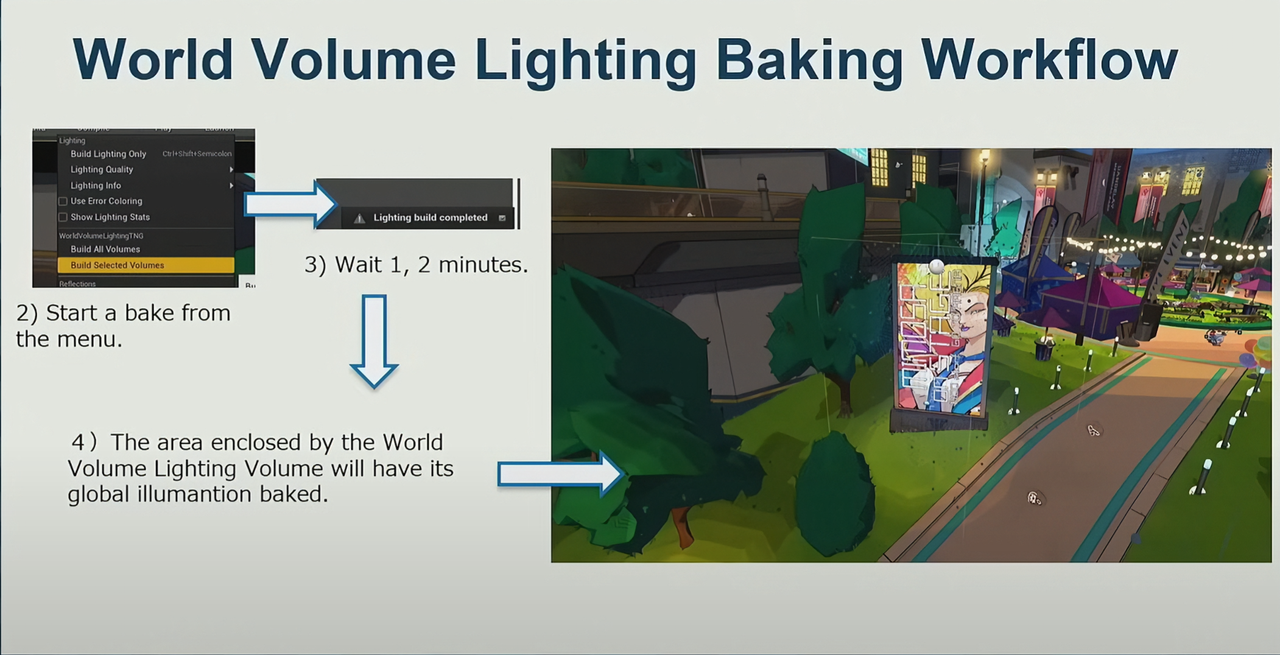 World Volume Lighting Baking Workflow
Lighting
Build Lighting Only Ctrl+Shift+Semicolon
Lighting Quality
Lighting Info
Use Error Coloring
Show Lighting Stats
WorldVolumeLightingTNG
Build All Volumes
Build Selected Volumes
Reflections
Lighting build completed
2) Start a bake from
the menu.
3) Wait 1, 2 minutes.
4) The area enclosed by the World
Volume Lighting Volume will have its
global illumantion baked.